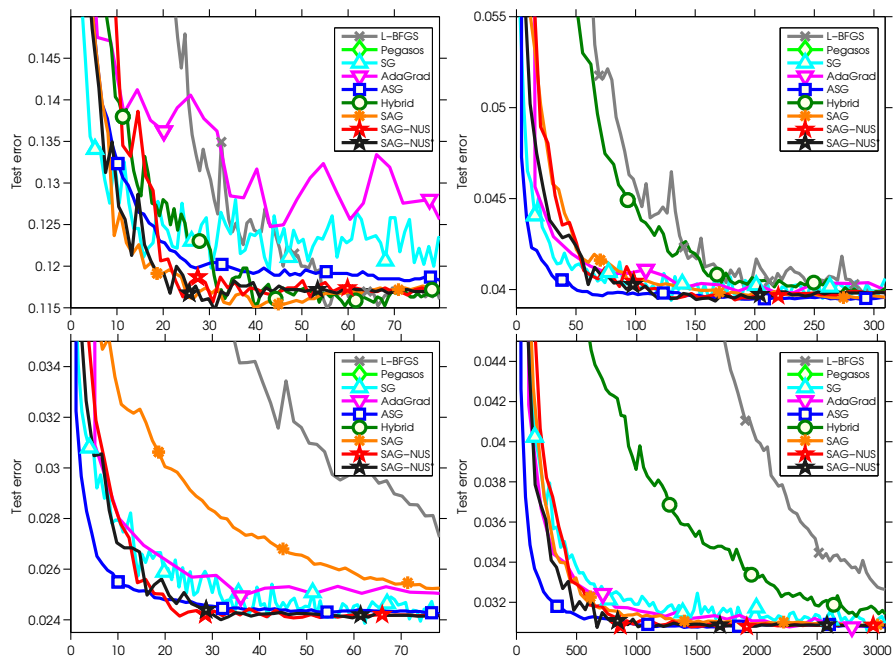 0.145
0.14
0.135
0.13
0.125
0.12
0.115
Test error
0 10 20 30 40 50 60 70
L-BFGS
Pegasos
SG
AdaGrad
ASG
Hybrid
SAG
SAG-NUS
SAG-NUS*
0.055
0.05
0.045
0.04
Test error
0 50 100 150 200 250 300
L-BFGS
Pegasos
SG
AdaGrad
ASG
Hybrid
SAG
SAG-NUS
SAG-NUS*
0.034
0.032
0.03
0.028
0.026
0.024
Test error
0 10 20 30 40 50 60 70
L-BFGS
Pegasos
SG
AdaGrad
ASG
Hybrid
SAG
SAG-NUS
SAG-NUS*
0.044
0.042
0.04
0.038
0.036
0.034
0.032
Test error
0 500 1000 1500 2000 2500 3000
L-BFGS
Pegasos
SG
AdaGrad
ASG
Hybrid
SAG
SAG-NUS
SAG-NUS*